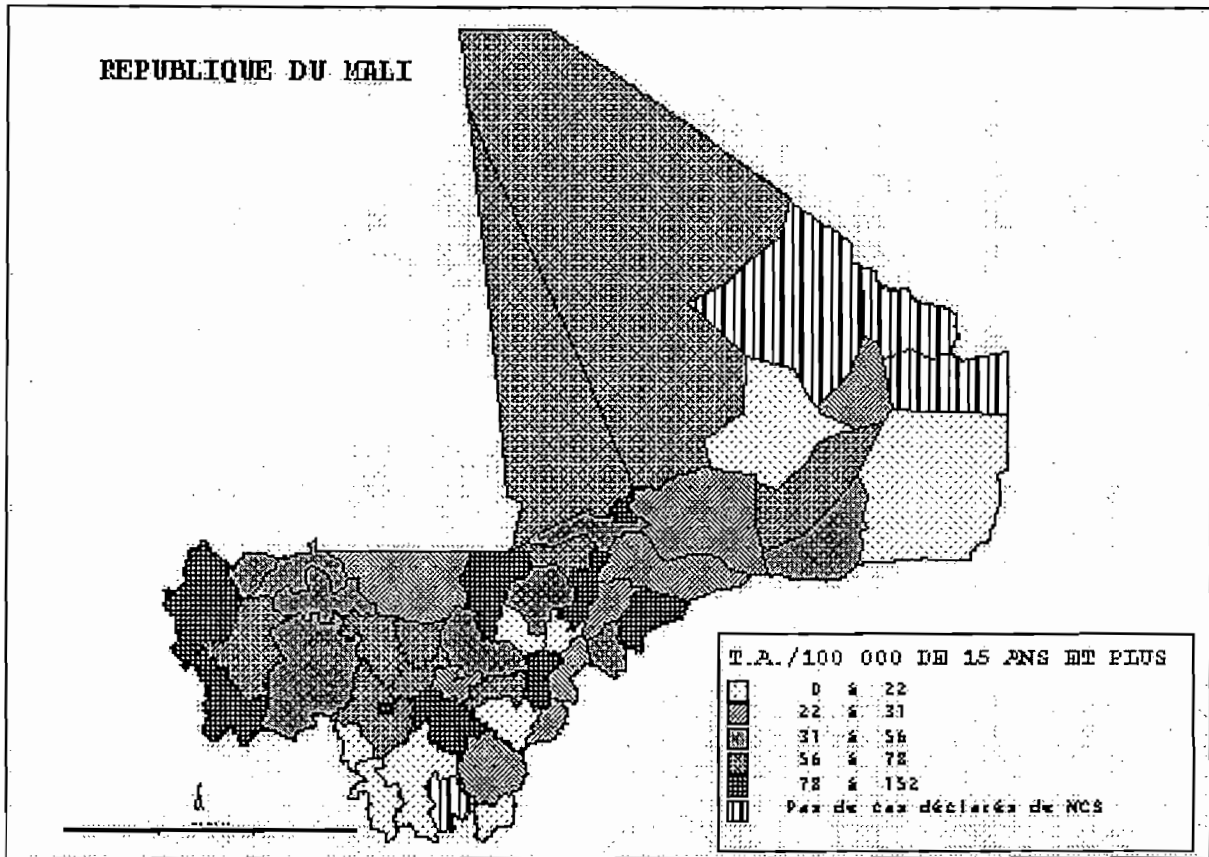 REPUBLIQUE DU MALI
T.A./100 000 DE 15 ANS ET PLUS
0 à 22
22 à 31
31 à 56
56 à 78
78 à 152
Pas de cas déclarés de NCS